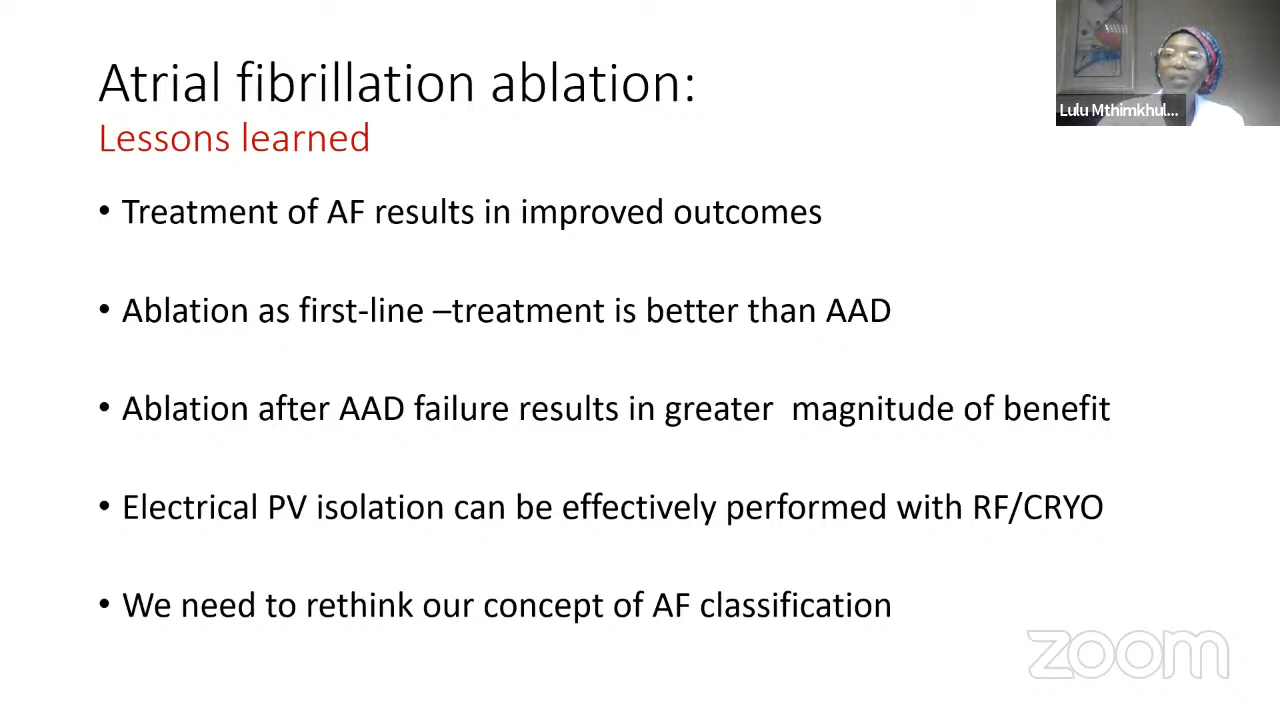 Atrial fibrillation ablation:
Lessons learned
Lulu Mthimkhul...
• Treatment of AF results in improved outcomes
• Ablation as first-line –treatment is better than AAD
• Ablation after AAD failure results in greater  magnitude of benefit
• Electrical PV isolation can be effectively performed with RF/CRYO
• We need to rethink our concept of AF classification
zoom